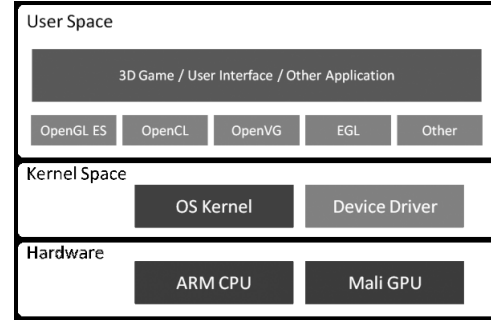 User Space
3D Game / User Interface / Other Application
OpenGL ES OpenCL OpenVG EGL Other
Kernel Space
OS Kernel Device Driver
Hardware
ARM CPU Mali GPU